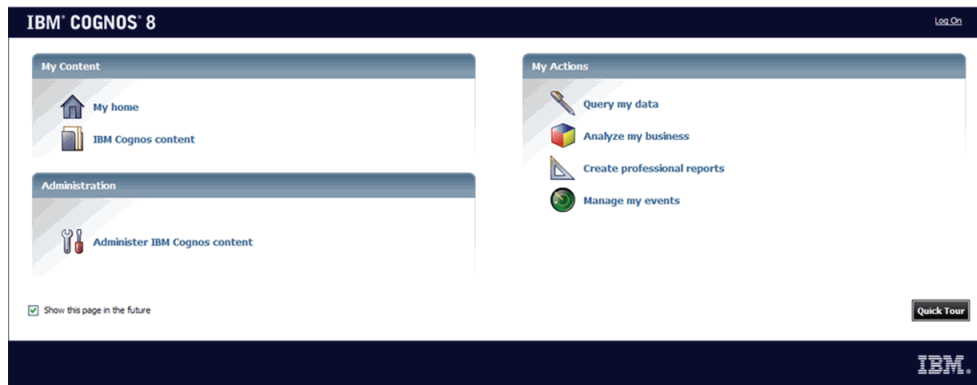 IBM® COGNOS® 8
Log On
My Content
My home
IBM Cognos content
Administration
Administer IBM Cognos content
My Actions
Query my data
Analyze my business
Create professional reports
Manage my events
Show this page in the future
Quick Tour
IBM.